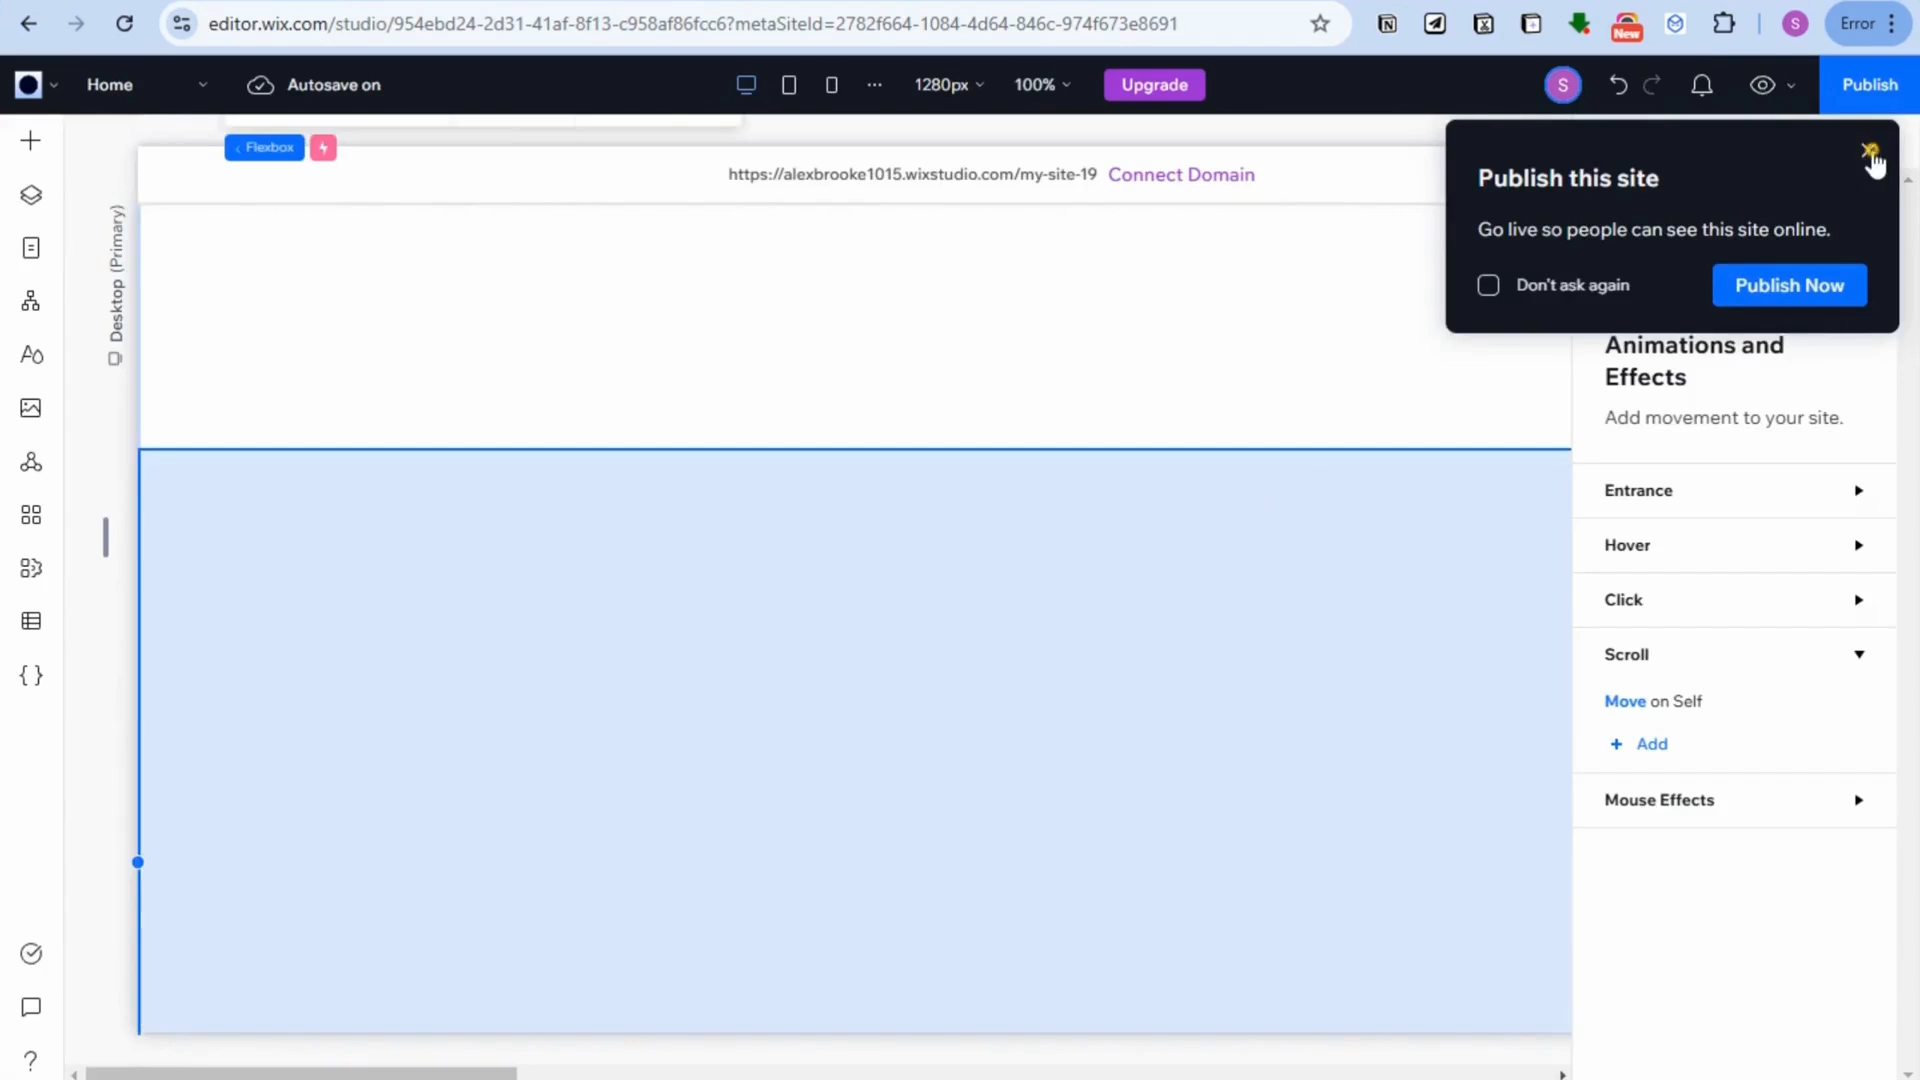 editor.wix.com/studio/954ebd24-2d31-41af-8f13-c958af86fcc6?metaSiteId=2782f664-1084-4d64-846c-974f673e8691
New
S
Error
Home
Autosave on
1280px
100%
Upgrade
S
Publish
Flexbox
https://alexbrooke1015.wixstudio.com/my-site-19 Connect Domain
Publish this site
Go live so people can see this site online.
Don't ask again
Publish Now
Desktop (Primary)
Animations and
Effects
Add movement to your site.
Entrance
Hover
Click
Scroll
Move on Self
+ Add
Mouse Effects